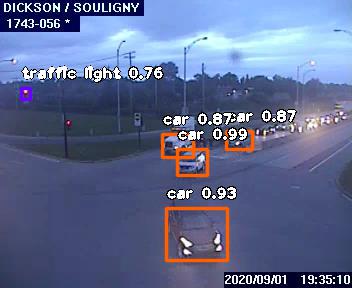 DICKSON / SOULIGNY
1743-056 *
traffic light 0.76
car 0.87
car 0.87
car 0.99
car 0.93
2020/09/01 19:35:10